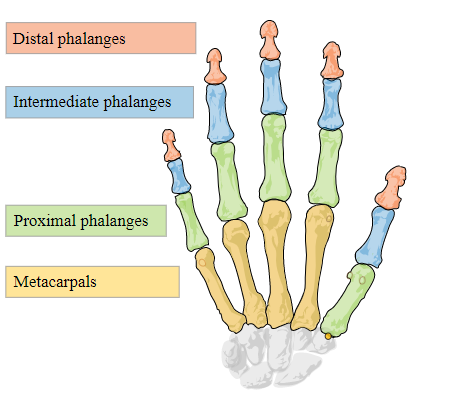 Distal phalanges
Intermediate phalanges
Proximal phalanges
Metacarpals